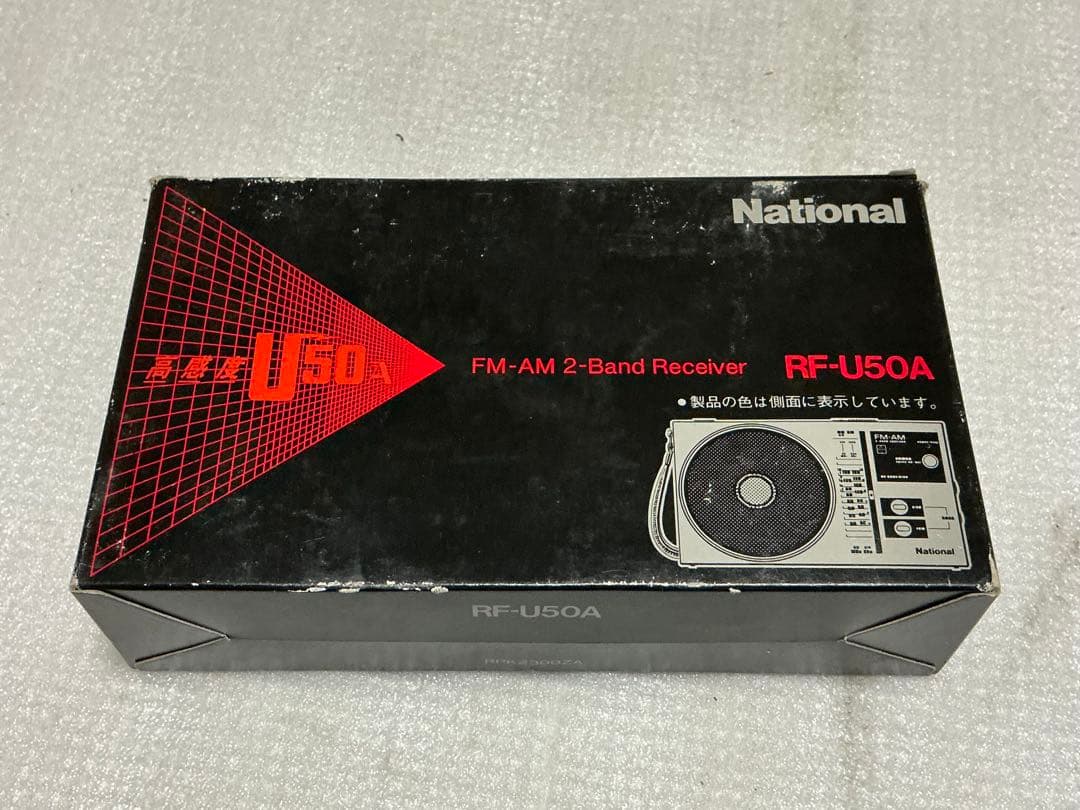 National
高感度 U50A
FM-AM 2-Band Receiver RF-U50A
●製品の色は側面に表示しています。
FM-AM
National
RF-U50A
RPK2300ZA